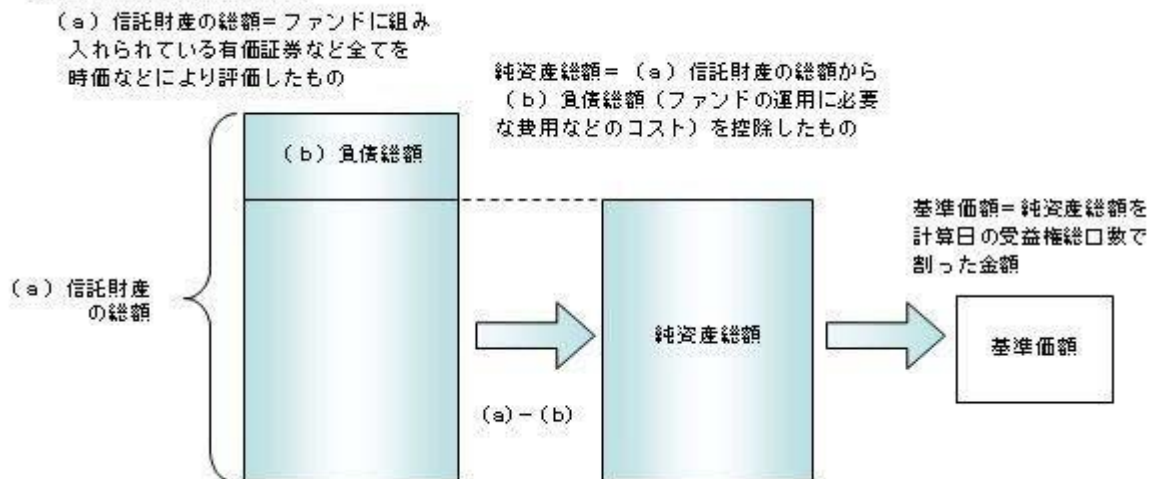 (a)信託財産の総額=ファンドに組み
入れられている有価証券など全てを
時価などにより評価したもの
純資産総額=(a)信託財産の総額から
(b)負債総額(ファンドの運用に必要
な費用などのコスト)を控除したもの
(b)負債総額
基準価額=純資産総額を
計算日の受益権総口数で
割った金額
(a)信託財産
の総額
純資産総額
基準価額
(a)-(b)